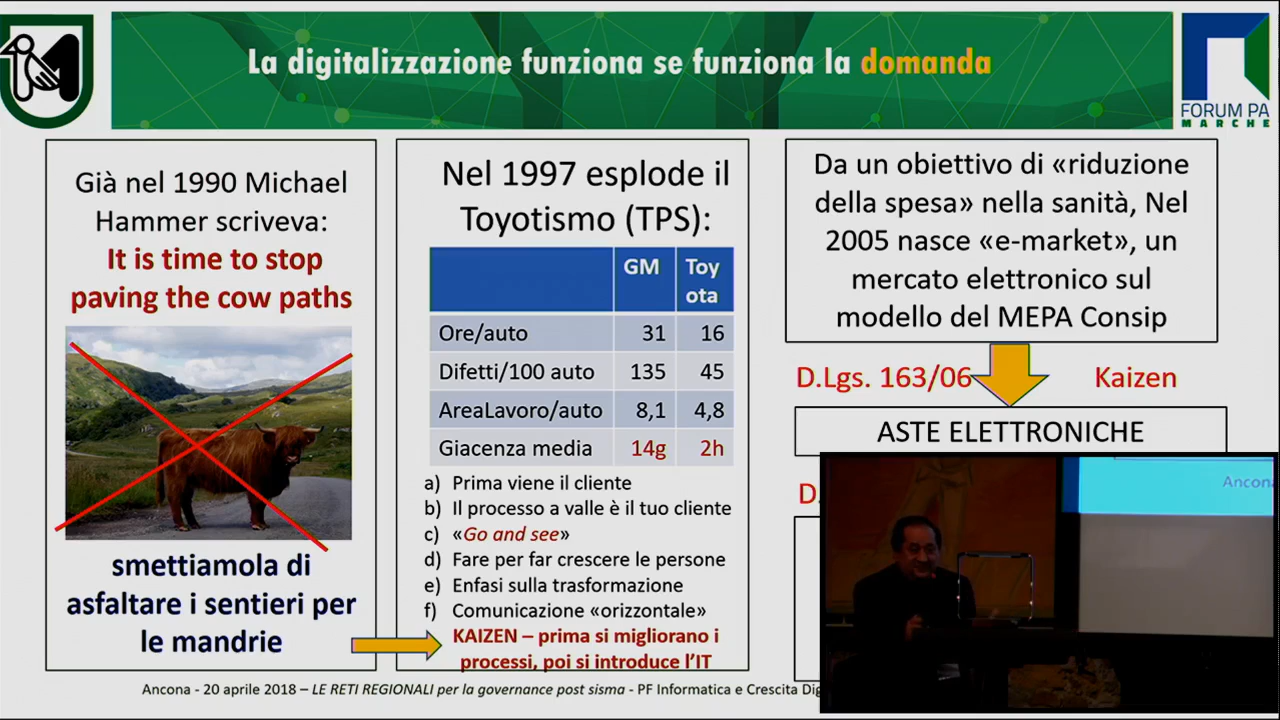 La digitalizzazione funziona se funziona la domanda
FORUM PA
MARCHE
Già nel 1990 Michael
Hammer scriveva:
It is time to stop
paving the cow paths
smettiamola di
asfaltare i sentieri per
le mandrie
Nel 1997 esplode il
Toyotismo (TPS):
GM Toy
ota
Ore/auto 31 16
Difetti/100 auto 135 45
AreaLavoro/auto 8,1 4,8
Giacenza media 14g 2h
a) Prima viene il cliente
b) Il processo a valle è il tuo cliente
c) «Go and see»
d) Fare per far crescere le persone
e) Enfasi sulla trasformazione
f) Comunicazione «orizzontale»
KAIZEN – prima si migliorano i
processi, poi si introduce l'IT
Da un obiettivo di «riduzione
della spesa» nella sanità, Nel
2005 nasce «e-market», un
mercato elettronico sul
modello del MEPA Consip
D.Lgs. 163/06 Kaizen
ASTE ELETTRONICHE
D.
Ancona
Ancona - 20 aprile 2018 – LE RETI REGIONALI per la governance post sisma - PF Informatica e Crescita Dig